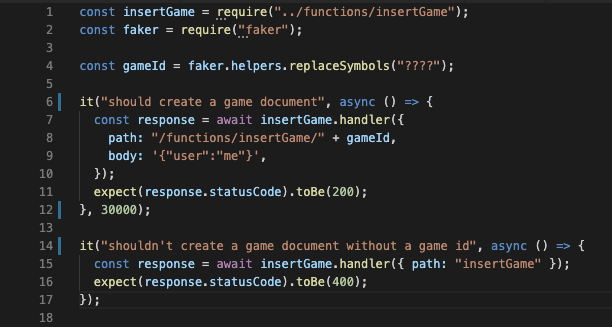 1 const insertGame = require("../functions/insertGame");
2 const faker = require("faker");
3
4 const gameId = faker.helpers.replaceSymbols("????");
5
6 it("should create a game document", async () => {
7 const response = await insertGame.handler({
8 path: "/functions/insertGame/" + gameId,
9 body: '{"user":"me"}',
10 });
11 expect(response.statusCode).toBe(200);
12 }, 30000);
13
14 it("shouldn't create a game document without a game id", async () => {
15 const response = await insertGame.handler({ path: "insertGame" });
16 expect(response.statusCode).toBe(400);
17 });
18